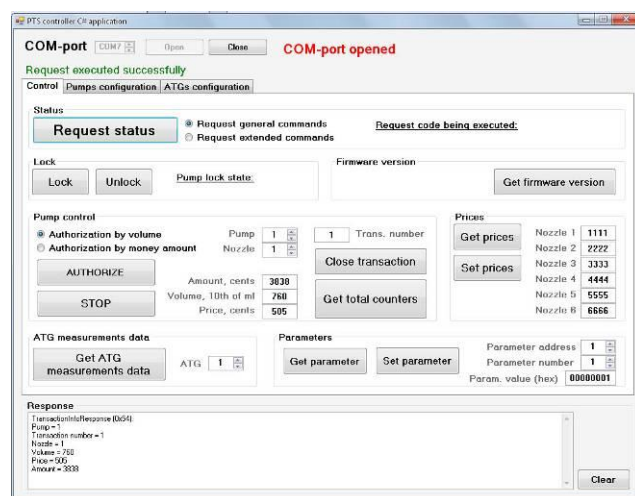 PTS controller C# application
COM-port COM7 Open Close COM-port opened
Request executed successfully
Control Pumps configuration ATGs configuration
Status
Request status
Request general commands
Request extended commands
Request code being executed:
Lock
Lock Unlock Pump lock state:
Firmware version
Get firmware version
Pump control
Authorization by volume
Authorization by money amount
Pump 1
Nozzle 1
1 Trans. number
AUTHORIZE
STOP
Close transaction
Get total counters
Amount, cents 3838
Volume, 10th of ml 760
Price, cents 505
Prices
Get prices
Set prices
Nozzle 1 1111
Nozzle 2 2222
Nozzle 3 3333
Nozzle 4 4444
Nozzle 5 5555
Nozzle 6 6666
ATG measurements data
Get ATG
measurements data
ATG 1
Parameters
Get parameter Set parameter
Parameter address 1
Parameter number 1
Param. value (hex) 00000001
Response
TransactionInfoResponse (0x54):
Pump = 1
Transaction number = 1
Nozzle = 1
Volume = 760
Price = 505
Amount = 3838
Clear